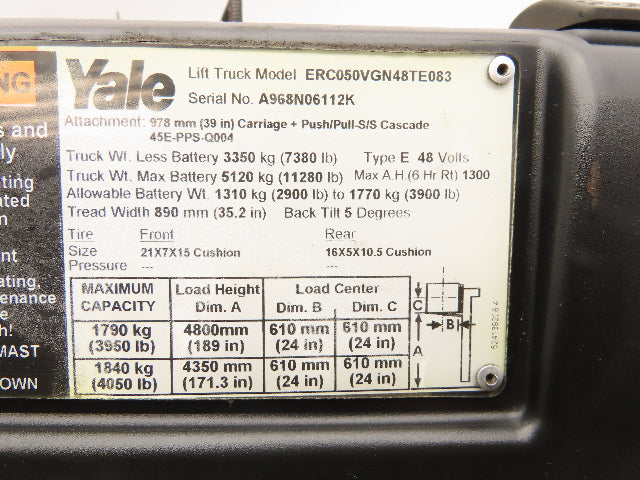 NG
s and
ly
ting
ated
n
nt
ating.
enance
e
h!
MAST
OWN
Yale
Lift Truck Model ERC050VGN48TE083
Serial No. A968N06112K
Attachment: 978 mm (39 in) Carriage + Push/Pull-S/S Cascade
45E-PPS-Q004
Truck Wt. Less Battery 3350 kg (7380 lb) Type E 48 Volts
Truck Wt. Max Battery 5120 kg (11280 lb) Max A.H.(6 Hr Rt) 1300
Allowable Battery Wt. 1310 kg (2900 lb) to 1770 kg (3900 lb)
Tread Width 890 mm (35.2 in) Back Tilt 5 Degrees
Tire Front Rear
Size 21X7X15 Cushion 16X5X10.5 Cushion
Pressure --- ---
MAXIMUM CAPACITY Load Height Dim. A Load Center Dim. B Dim. C
1790 kg 4800mm 610 mm 610 mm
(3950 lb) (189 in) (24 in) (24 in)
1840 kg 4350 mm 610 mm 610 mm
(4050 lb) (171.3 in) (24 in) (24 in)
C
B
A